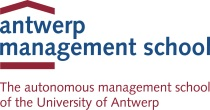 antwerp
management school
The autonomous management school
of the University of Antwerp